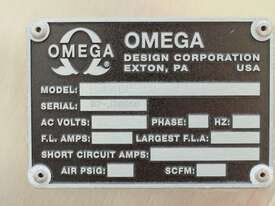 OMEGA
DESIGN CORPORATION
EXTON, PA USA
OMEGA ®
MODEL:
SERIAL:
AC VOLTS: PHASE: HZ:
F.L. AMPS: LARGEST F.L.A:
SHORT CIRCUIT AMPS:
AIR PSIG: SCFM: